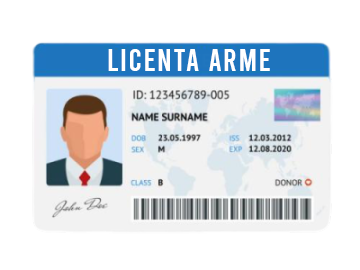 LICENTA ARME
ID: 123456789-005
NAME SURNAME
DOB 23.05.1997 ISS 12.03.2012
SEX M EXP 12.08.2020
CLASS B DONOR
John Doe